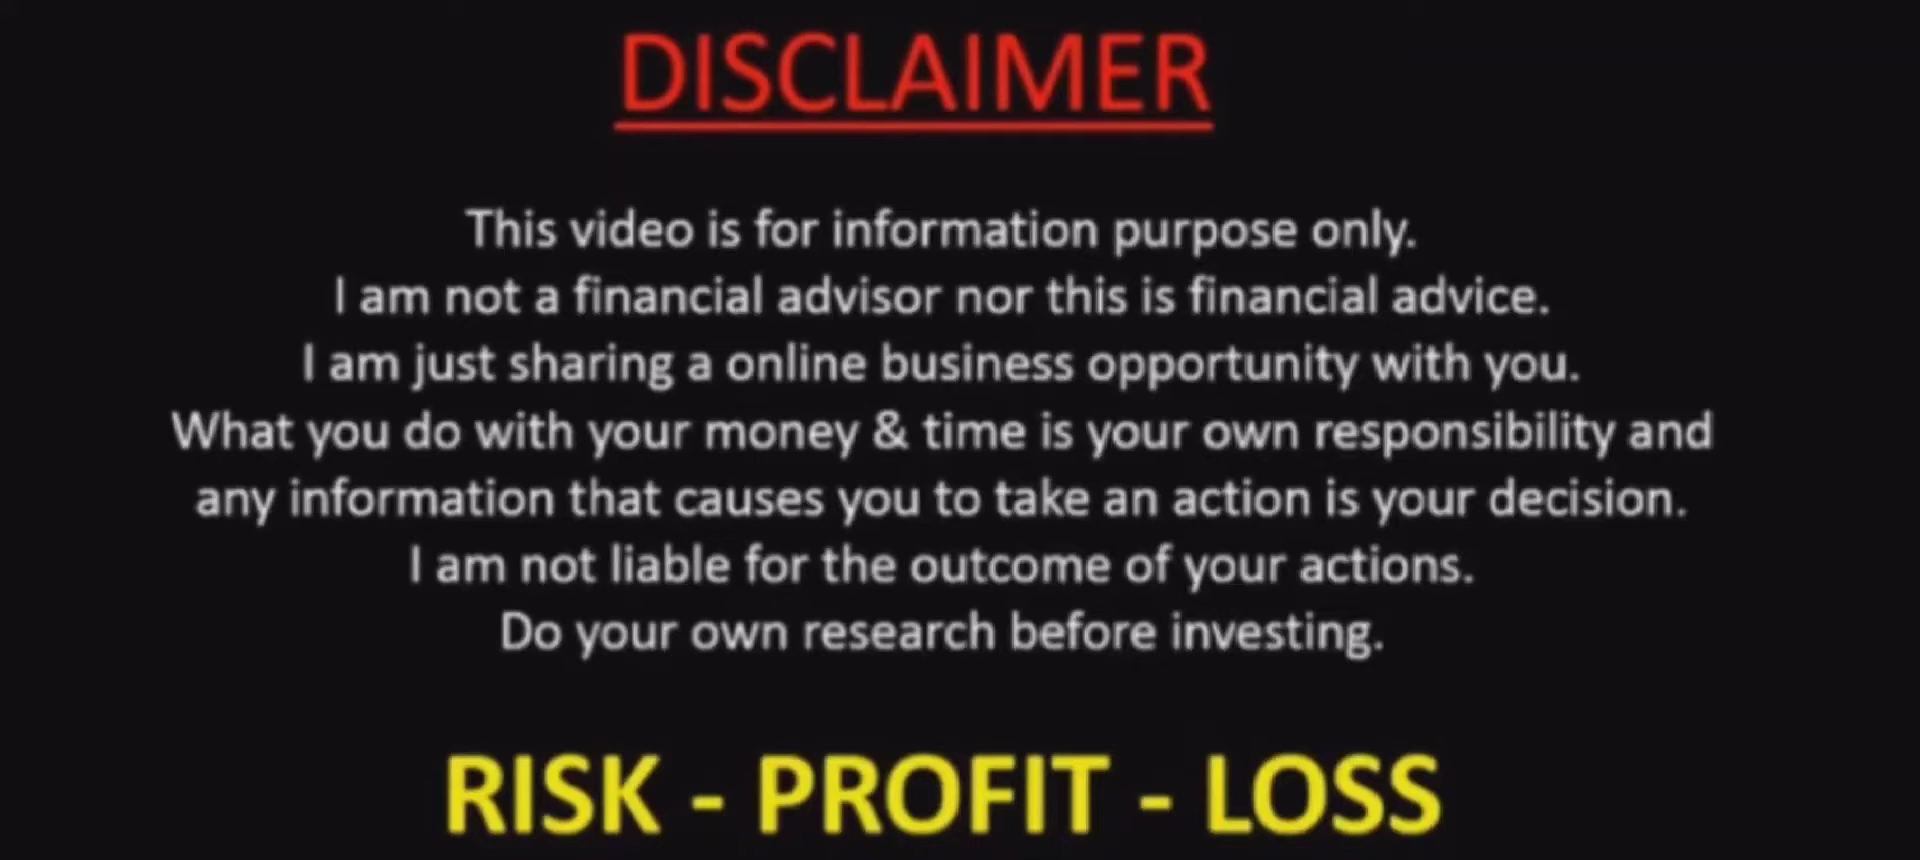 DISCLAIMER
This video is for information purpose only.
I am not a financial advisor nor this is financial advice.
I am just sharing a online business opportunity with you.
What you do with your money & time is your own responsibility and
any information that causes you to take an action is your decision.
I am not liable for the outcome of your actions.
Do your own research before investing.
RISK - PROFIT - LOSS